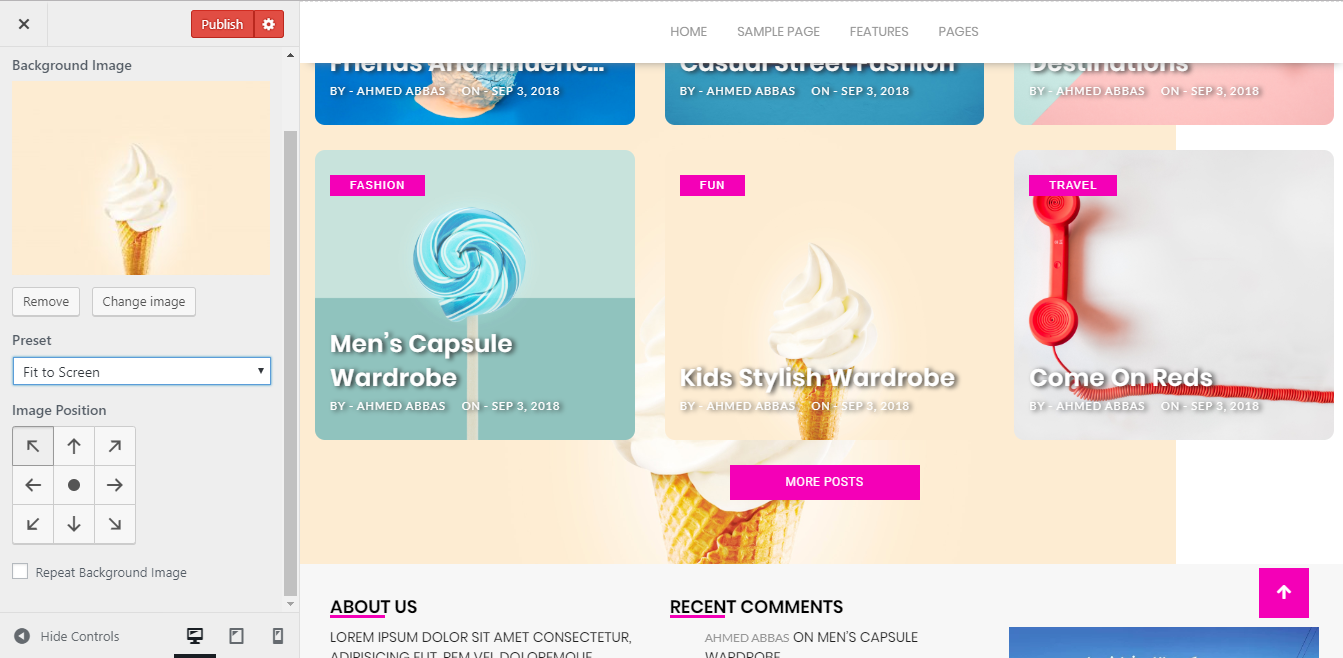 Publish
Background Image
Remove
Change image
Preset
Fit to Screen
Image Position
Repeat Background Image
Hide Controls
HOME SAMPLE PAGE FEATURES PAGES
Friends And Influenc...
BY - AHMED ABBAS ON - SEP 3, 2018
Casual Street Fashion
BY - AHMED ABBAS ON - SEP 3, 2018
Destinations
BY - AHMED ABBAS ON - SEP 3, 2018
FASHION
Men’s Capsule
Wardrobe
BY - AHMED ABBAS ON - SEP 3, 2018
FUN
Kids Stylish Wardrobe
BY - AHMED ABBAS ON - SEP 3, 2018
TRAVEL
Come On Reds
BY - AHMED ABBAS ON - SEP 3, 2018
MORE POSTS
ABOUT US
LOREM IPSUM DOLOR SIT AMET CONSECTETUR,
ADIPISICING ELIT. REM VEL DOLOREMQUE
RECENT COMMENTS
AHMED ABBAS ON MEN’S CAPSULE
WARDROBE